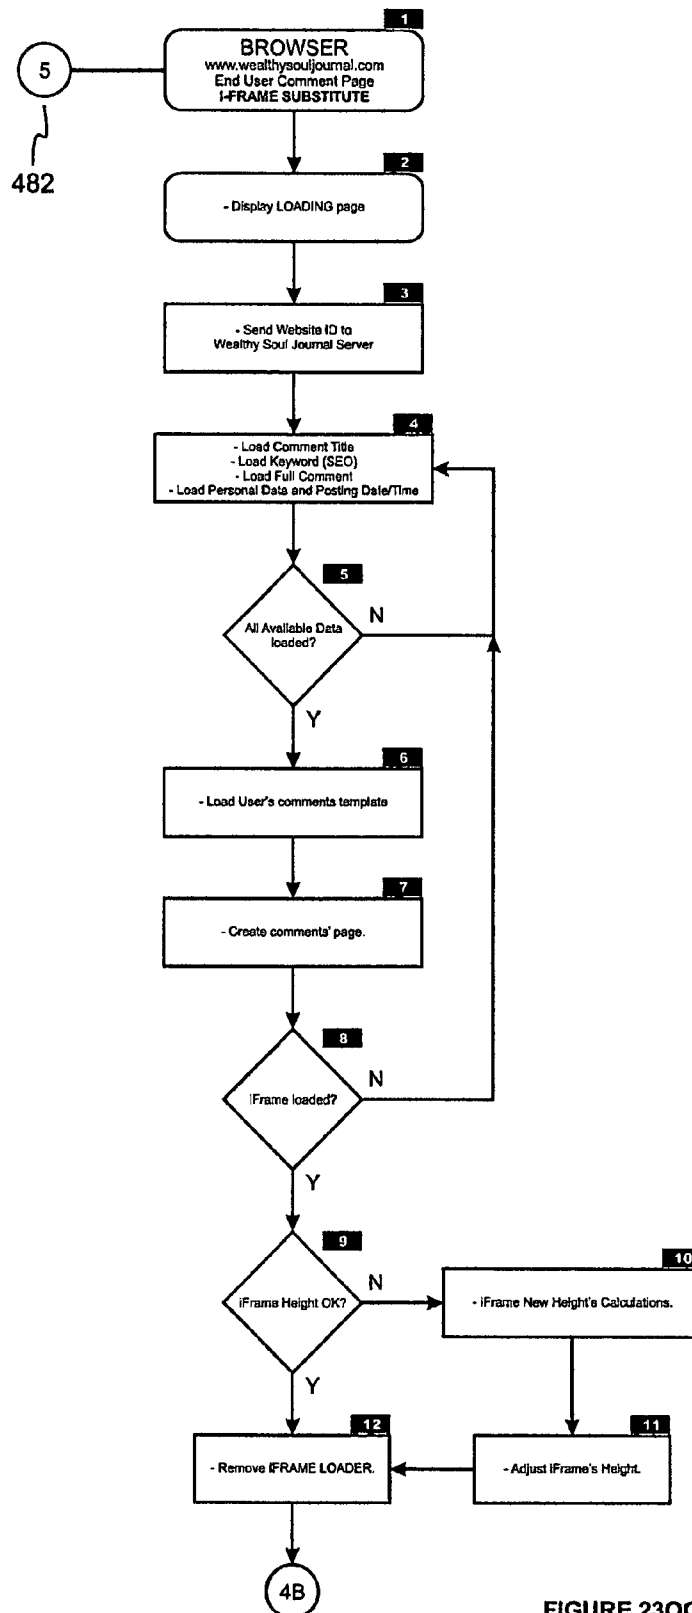 1
BROWSER
www.wealthysouljournal.com
End User Comment Page
I-FRAME SUBSTITUTE
5
482
2
- Display LOADING page
3
- Send Website ID to
Wealthy Soul Journal Server
4
- Load Comment Title
- Load Keyword (SEO)
- Load Full Comment
- Load Personal Data and Posting Date/Time
5
All Available Data
loaded?
N
Y
6
- Load User's comments template
7
- Create comments' page.
8
iFrame loaded?
N
Y
9
iFrame Height OK?
N
Y
10
- iFrame New Height's Calculations.
11
- Adjust iFrame's Height.
12
- Remove IFRAME LOADER.
4B